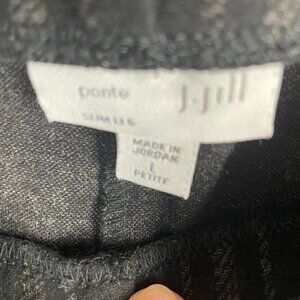 ponte
J.Jill
SLIM LEG
MADE IN
JORDAN
L
PETITE